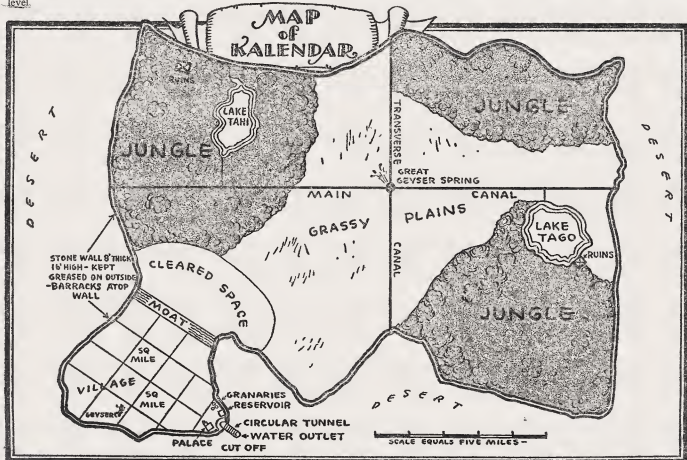 level.
MAP
of
KALENDAR
RUINS
LAKE
TAHI
JUNGLE
TRANSVERSE
JUNGLE
DESERT
DESERT
GREAT
GEYSER SPRING
MAIN
CANAL
GRASSY
PLAINS
CANAL
LAKE
TAGO
RUINS
JUNGLE
STONE WALL 8' THICK
15' HIGH - KEPT
GREASED ON OUTSIDE
- BARRACKS ATOP
WALL
CLEARED SPACE
MOAT
SQ
MILE
VILLAGE
SQ
MILE
GEYSER
GRANARIES
RESERVOIR
CIRCULAR TUNNEL
WATER OUTLET
PALACE
CUT OFF
DESERT
SCALE EQUALS FIVE MILES-